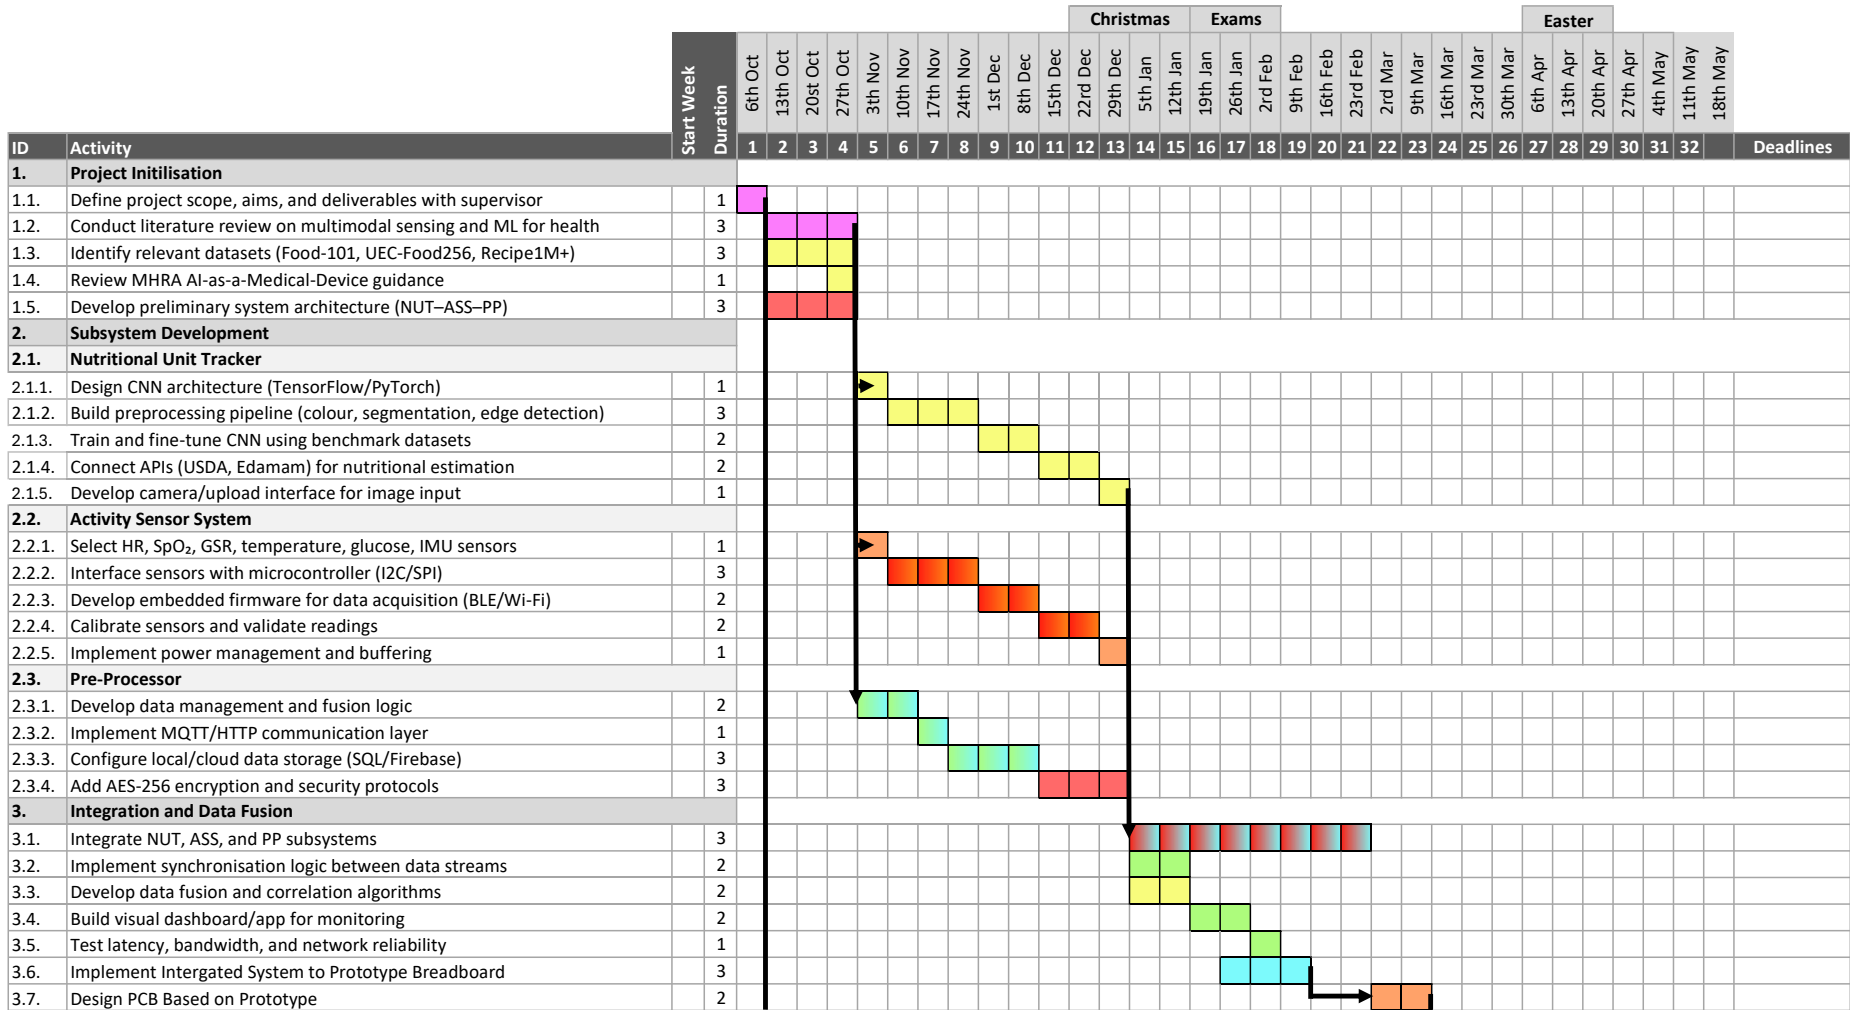 Christmas Exams Easter
Start Week Duration 6th Oct 13th Oct 20st Oct 27th Oct 3th Nov 10th Nov 17th Nov 24th Nov 1st Dec 8th Dec 15th Dec 22rd Dec 29th Dec 5th Jan 12th Jan 19th Jan 26th Jan 2rd Feb 9th Feb 16th Feb 23rd Feb 2rd Mar 9th Mar 16th Mar 23rd Mar 30th Mar 6th Apr 13th Apr 20th Apr 27th Apr 4th May 11th May 18th May
ID Activity 1 2 3 4 5 6 7 8 9 10 11 12 13 14 15 16 17 18 19 20 21 22 23 24 25 26 27 28 29 30 31 32 Deadlines
1. Project Initilisation
1.1. Define project scope, aims, and deliverables with supervisor 1
1.2. Conduct literature review on multimodal sensing and ML for health 3
1.3. Identify relevant datasets (Food-101, UEC-Food256, Recipe1M+) 3
1.4. Review MHRA AI-as-a-Medical-Device guidance 1
1.5. Develop preliminary system architecture (NUT–ASS–PP) 3
2. Subsystem Development
2.1. Nutritional Unit Tracker
2.1.1. Design CNN architecture (TensorFlow/PyTorch) 1
2.1.2. Build preprocessing pipeline (colour, segmentation, edge detection) 3
2.1.3. Train and fine-tune CNN using benchmark datasets 2
2.1.4. Connect APIs (USDA, Edamam) for nutritional estimation 2
2.1.5. Develop camera/upload interface for image input 1
2.2. Activity Sensor System
2.2.1. Select HR, SpO₂, GSR, temperature, glucose, IMU sensors 1
2.2.2. Interface sensors with microcontroller (I2C/SPI) 3
2.2.3. Develop embedded firmware for data acquisition (BLE/Wi-Fi) 2
2.2.4. Calibrate sensors and validate readings 2
2.2.5. Implement power management and buffering 1
2.3. Pre-Processor
2.3.1. Develop data management and fusion logic 2
2.3.2. Implement MQTT/HTTP communication layer 1
2.3.3. Configure local/cloud data storage (SQL/Firebase) 3
2.3.4. Add AES-256 encryption and security protocols 3
3. Integration and Data Fusion
3.1. Integrate NUT, ASS, and PP subsystems 3
3.2. Implement synchronisation logic between data streams 2
3.3. Develop data fusion and correlation algorithms 2
3.4. Build visual dashboard/app for monitoring 2
3.5. Test latency, bandwidth, and network reliability 1
3.6. Implement Intergated System to Prototype Breadboard 3
3.7. Design PCB Based on Prototype 2